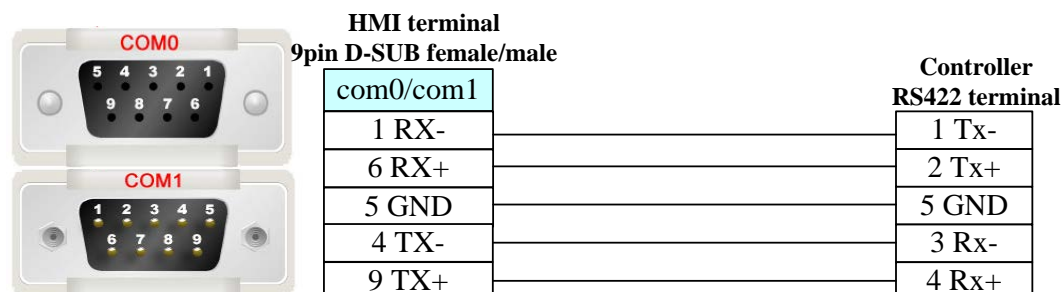 COM0
5 4 3 2 1
9 8 7 6
COM1
1 2 3 4 5
6 7 8 9
HMI terminal
9pin D-SUB female/male
com0/com1
1 RX-
6 RX+
5 GND
4 TX-
9 TX+
Controller
RS422 terminal
1 Tx-
2 Tx+
5 GND
3 Rx-
4 Rx+